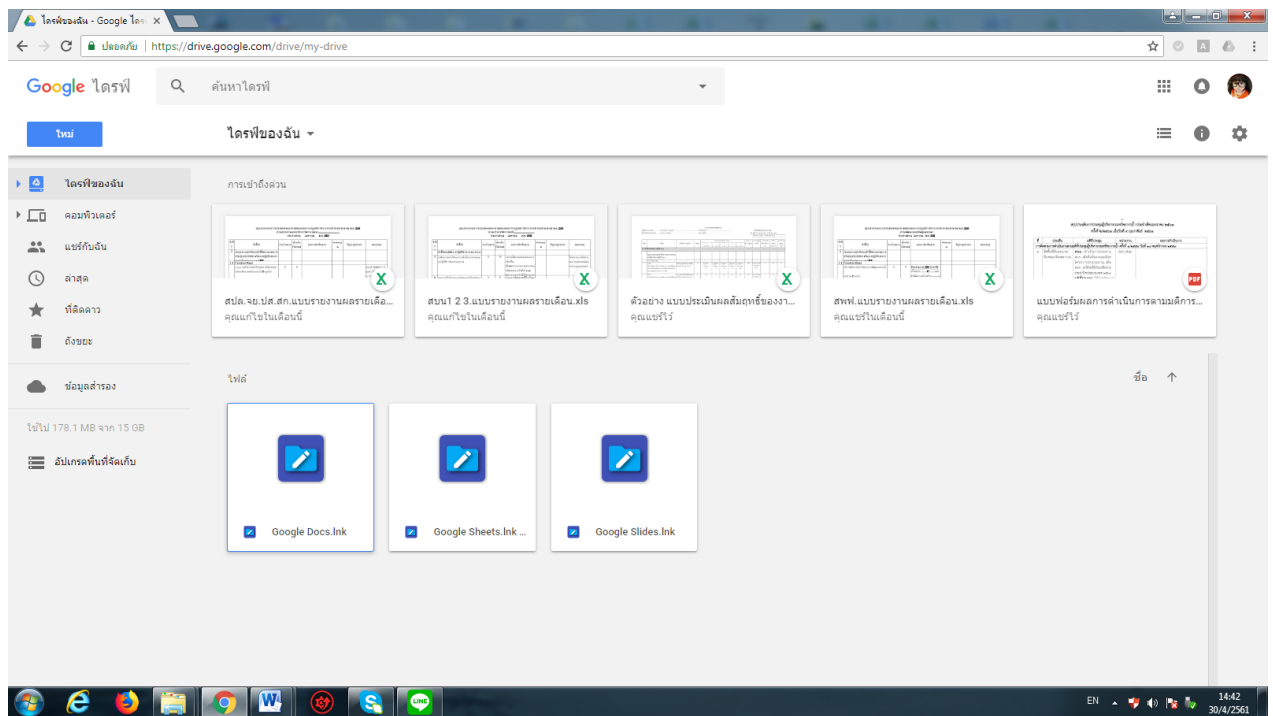 ไดรฟ์ของฉัน - Google ไดร
ปลอดภัย https://drive.google.com/drive/my-drive
Google ไดรฟ์
ค้นหาไดรฟ์
ใหม่
ไดรฟ์ของฉัน
ไดรฟ์ของฉัน
คอมพิวเตอร์
แชร์กับฉัน
ล่าสุด
ที่ติดดาว
ถังขยะ
ข้อมูลสำรอง
ใช้ไป 178.1 MB จาก 15 GB
อัปเกรดพื้นที่จัดเก็บ
การเข้าถึงด่วน
สปล.จย.ปส.สก.แบบรายงานผลรายเดือ...
คุณแก้ไขในเดือนนี้
สบน1 2 3.แบบรายงานผลรายเดือน.xls
คุณแก้ไขในเดือนนี้
ตัวอย่าง แบบประเมินผลสัมฤทธิ์ของงา...
คุณแชร์ไว้
สพฟ.แบบรายงานผลรายเดือน.xls
คุณแชร์ในเดือนนี้
PDF
แบบฟอร์มผลการดำเนินการตามมติการ...
คุณแชร์ไว้
ไฟล์
ชื่อ
Google Docs.lnk
Google Sheets.lnk ...
Google Slides.lnk
LINE
EN
14:42
30/4/2561